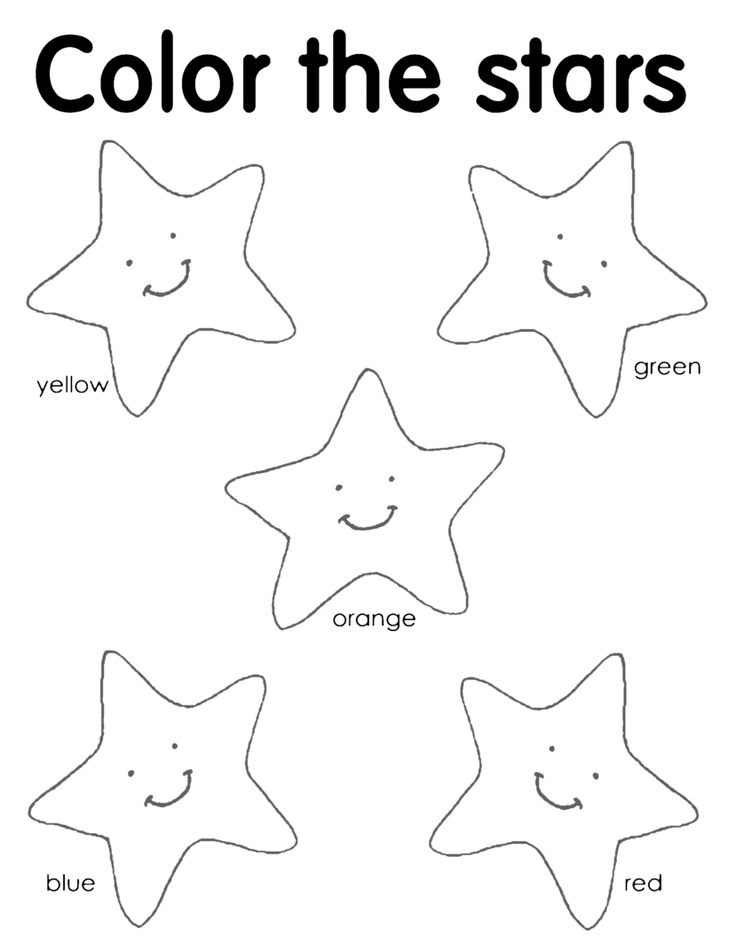 Color the stars
yellow
green
orange
blue
red